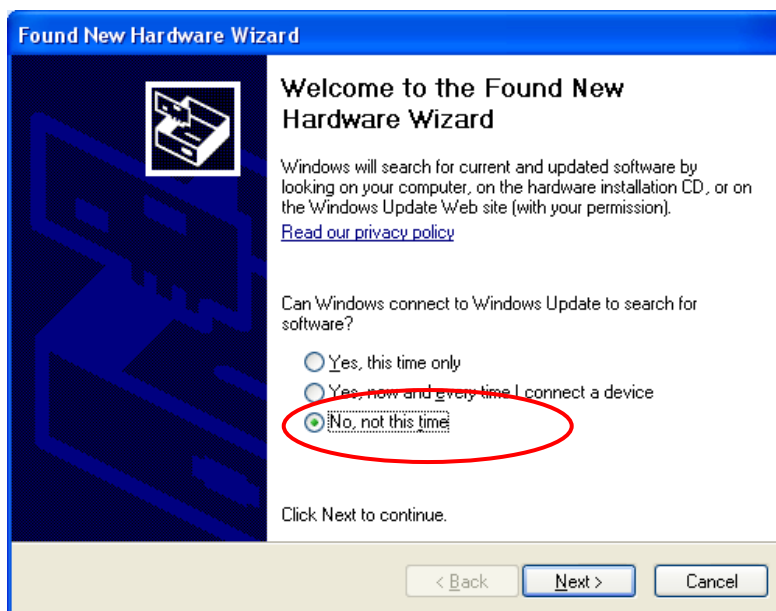 Found New Hardware Wizard
Welcome to the Found New
Hardware Wizard
Windows will search for current and updated software by
looking on your computer, on the hardware installation CD, or on
the Windows Update Web site (with your permission).
Read our privacy policy
Can Windows connect to Windows Update to search for
software?
Yes, this time only
Yes, now and every time I connect a device
No, not this time
Click Next to continue.
< Back
Next >
Cancel